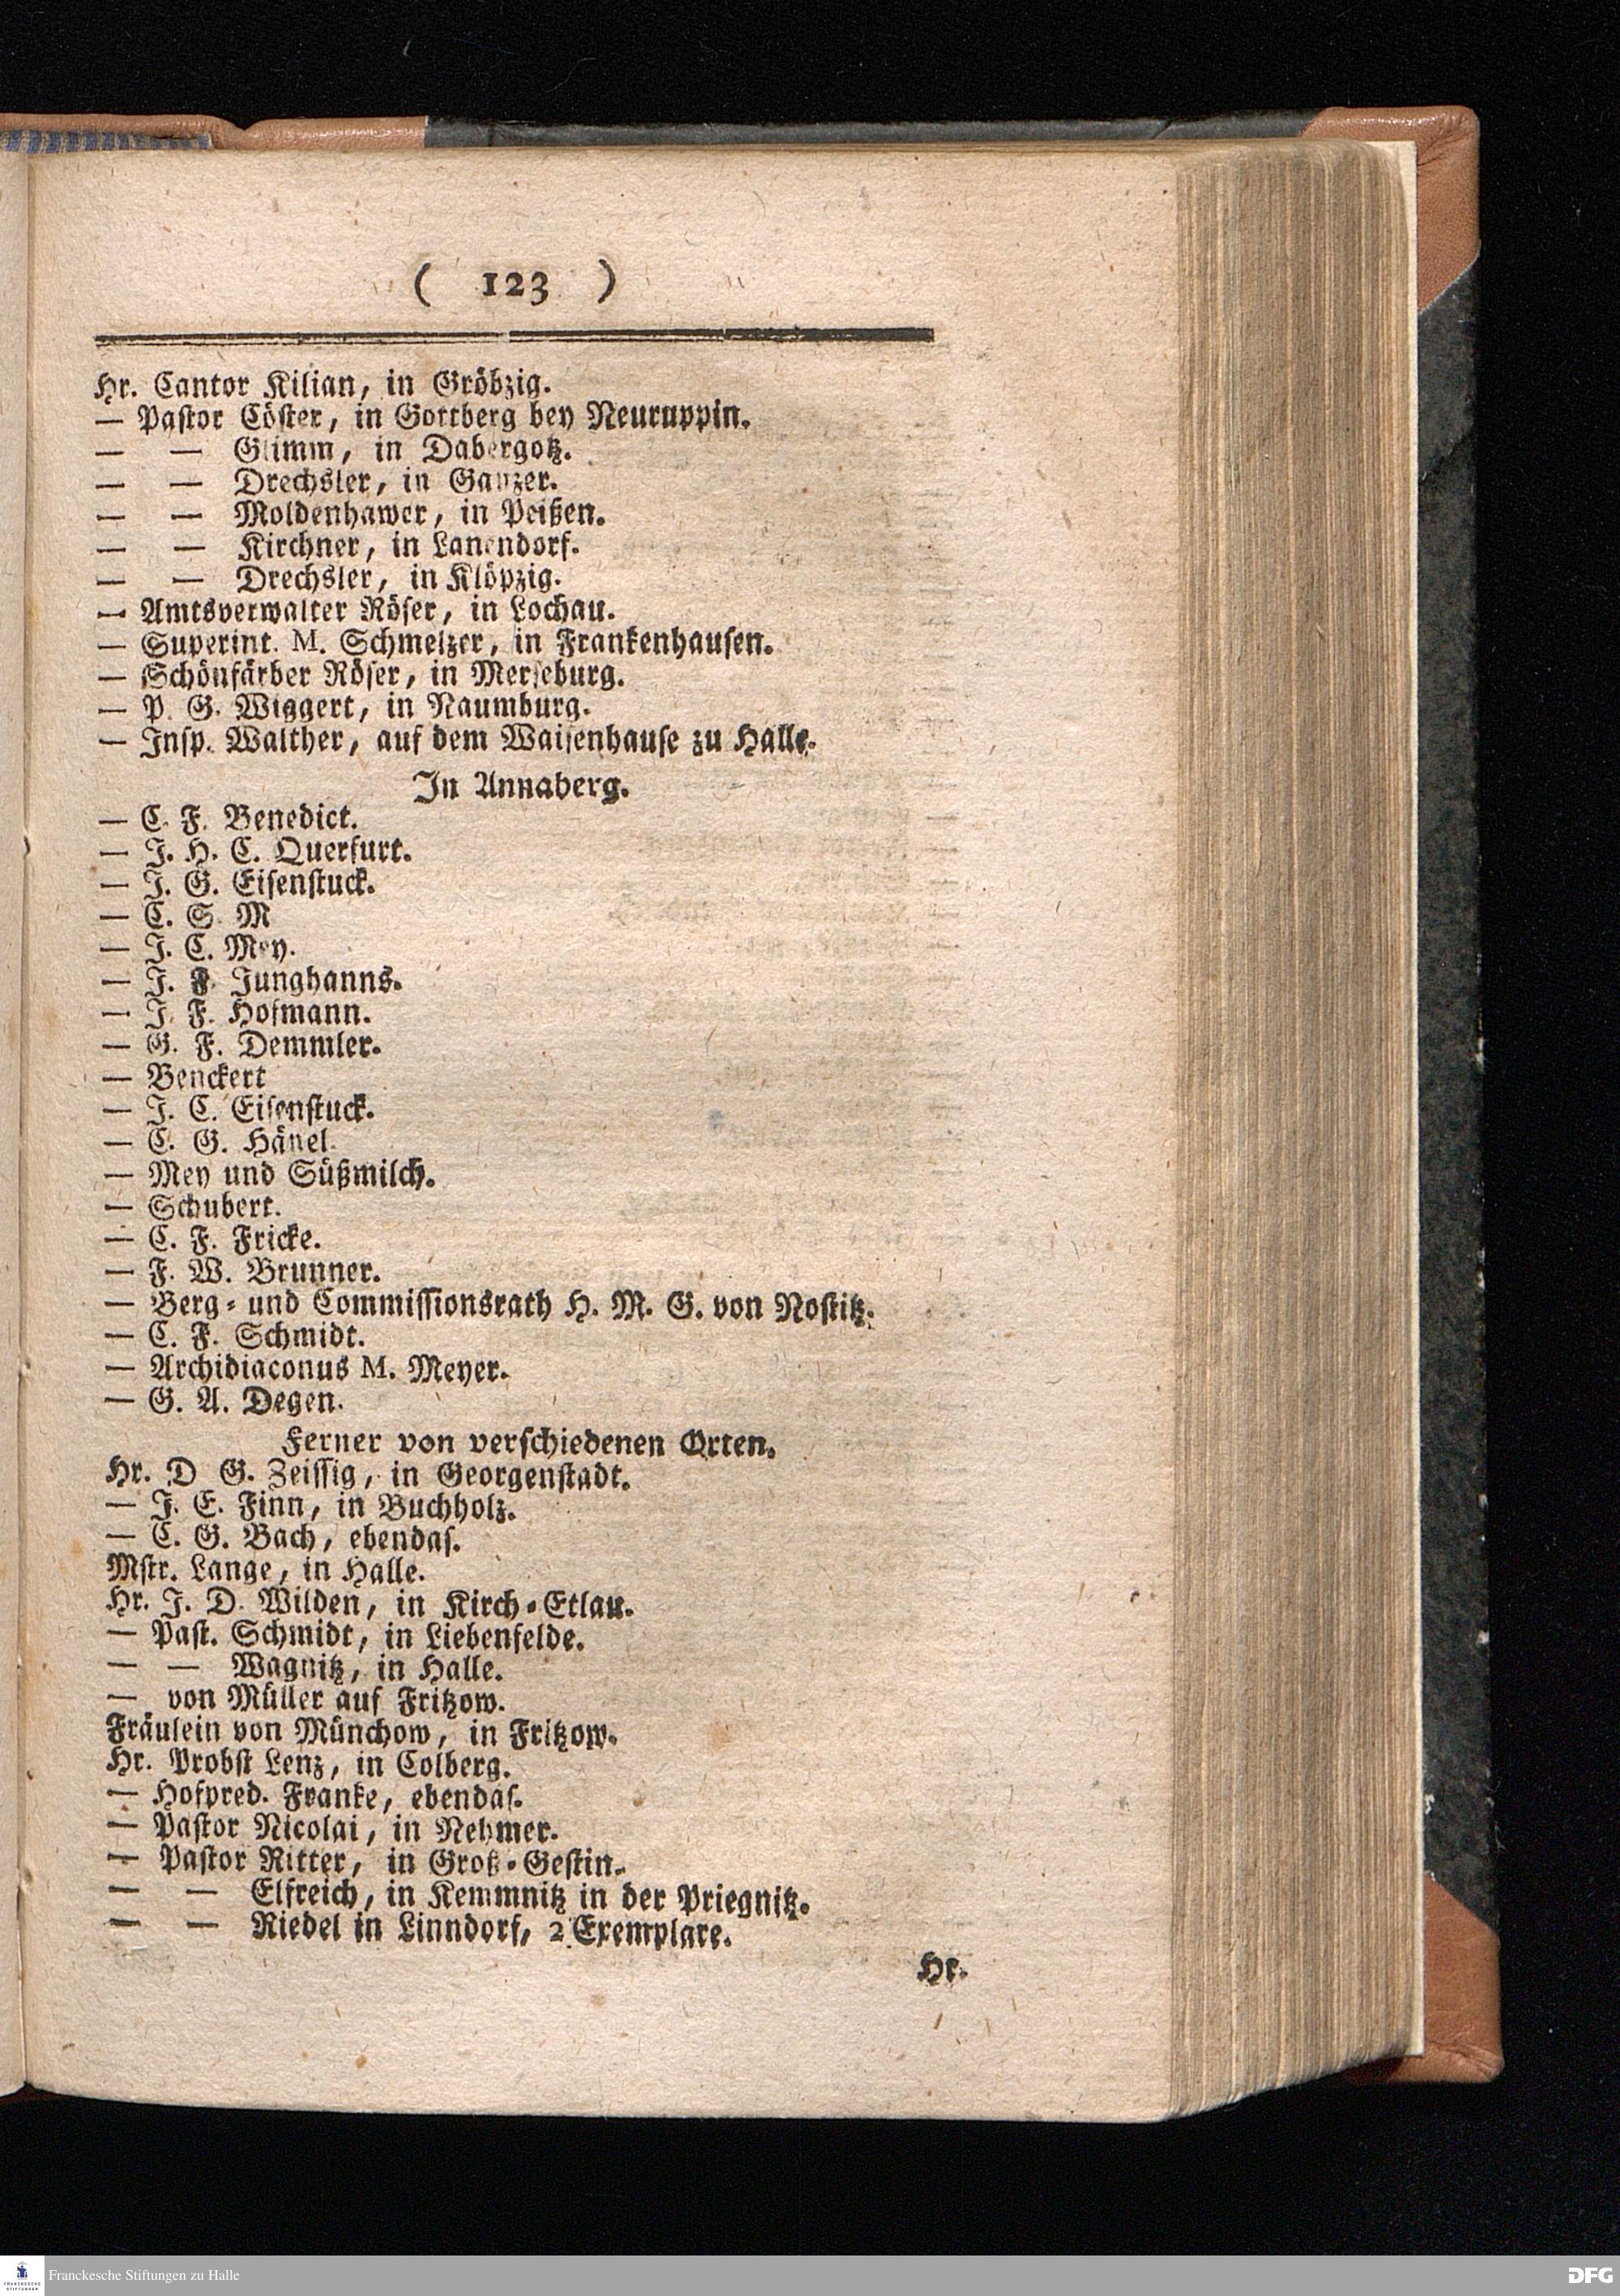 ( 123 )
Hr. Cantor Kilian, in Gröbzig.
— Pastor Cöster, in Gottberg bey Neuruppin.
— — Glimm, in Dabergotz.
— — Drechsler, in Ganzer.
— — Moldenhawer, in Peißen.
— — Kirchner, in Lanendorf.
— — Drechsler, in Klöpzig.
— Amtsverwalter Röser, in Lochau.
— Superint. M. Schmelzer, in Frankenhausen.
— Schönfärber Röser, in Merseburg.
— P. G. Wiggert, in Naumburg.
— Insp. Walther, auf dem Waisenhause zu Halle.
In Annaberg.
— C. F. Benedict.
— J. H. C. Querfurt.
— J. G. Eisenstuck.
— C. S. M
— J. C. Mey.
— J. F. Junghanns.
— J. F. Hofmann.
— G. F. Demmler.
— Benckert
— J. C. Eisenstuck.
— C. G. Hänel.
— Mey und Süßmilch.
— Schubert.
— C. F. Fricke.
— F. W. Brunner.
— Berg- und Commissionsrath H. M. G. von Nostitz.
— C. F. Schmidt.
— Archidiaconus M. Meyer.
— G. A. Degen.
Ferner von verschiedenen Orten.
Hr. D G. Zeissig, in Georgenstadt.
— J. E. Finn, in Buchholz.
— C. G. Bach, ebendas.
Mstr. Lange, in Halle.
Hr. J. D. Wilden, in Kirch-Etlau.
— Past. Schmidt, in Liebenfelde.
— — Wagnitz, in Halle.
— von Müller auf Fritzow.
Fräulein von Münchow, in Fritzow.
Hr. Probst Lenz, in Colberg.
— Hofpred. Franke, ebendas.
— Pastor Nicolai, in Nehmer.
— Pastor Ritter, in Groß-Gestin.
— — Elfreich, in Kemmnitz in der Priegnitz.
— — Riedel in Linndorf, 2 Exemplare.
Hr.
FRANCKESCHE STIFTUNGEN
Franckesche Stiftungen zu Halle
DFG